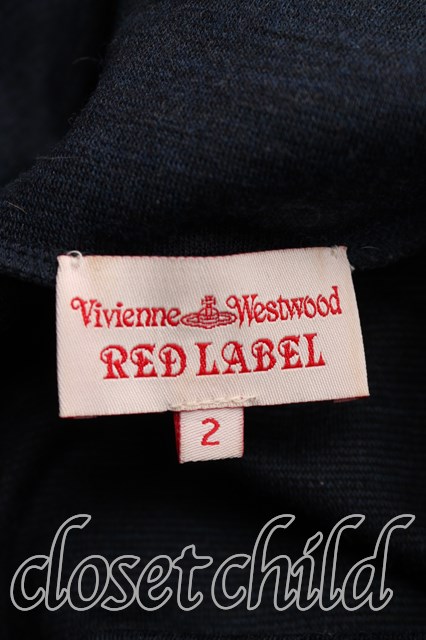 Vivienne Westwood
RED LABEL
2
closet child